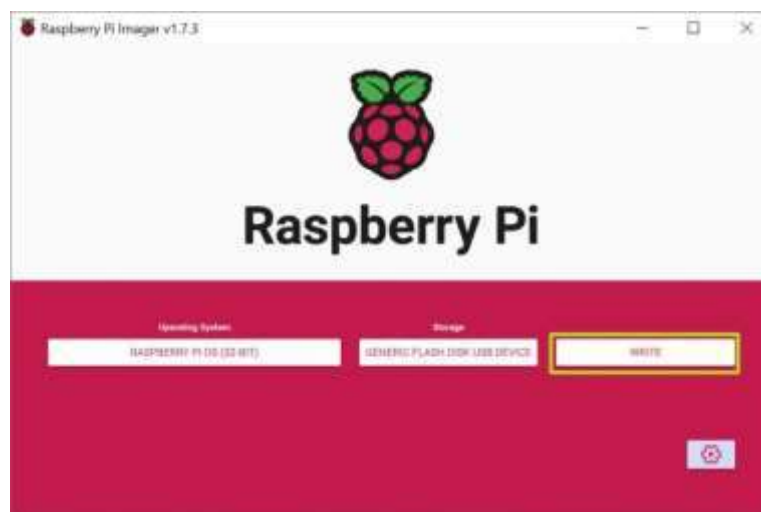 Raspberry Pi Imager v1.7.3
Raspberry Pi
Operating System
Storage
RASPBERRY PI OS (32-BIT)
GENERIC FLASH DISK USB DEVICE
WRITE